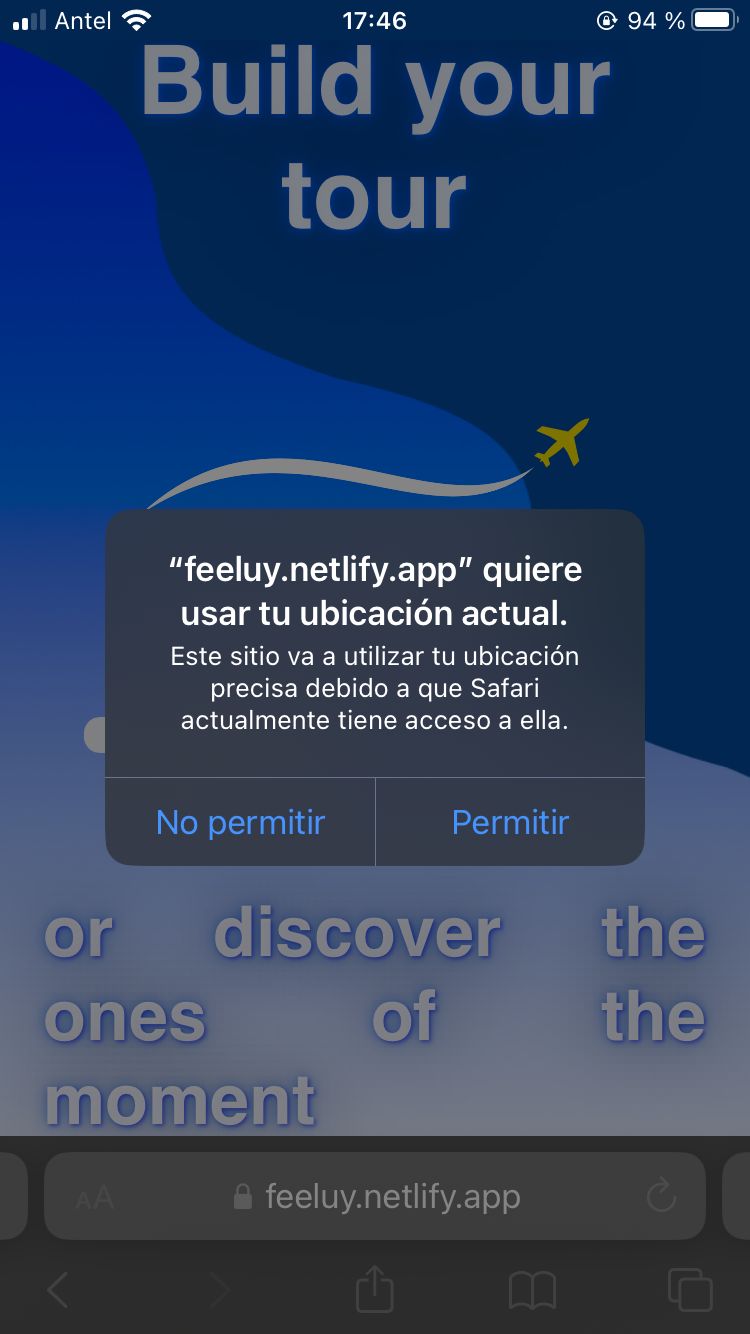 Antel 17:46 94 %
Build your
tour
“feeluy.netlify.app” quiere
usar tu ubicación actual.
Este sitio va a utilizar tu ubicación
precisa debido a que Safari
actualmente tiene acceso a ella.
No permitir Permitir
or discover the
ones of the
moment
AA feeluy.netlify.app